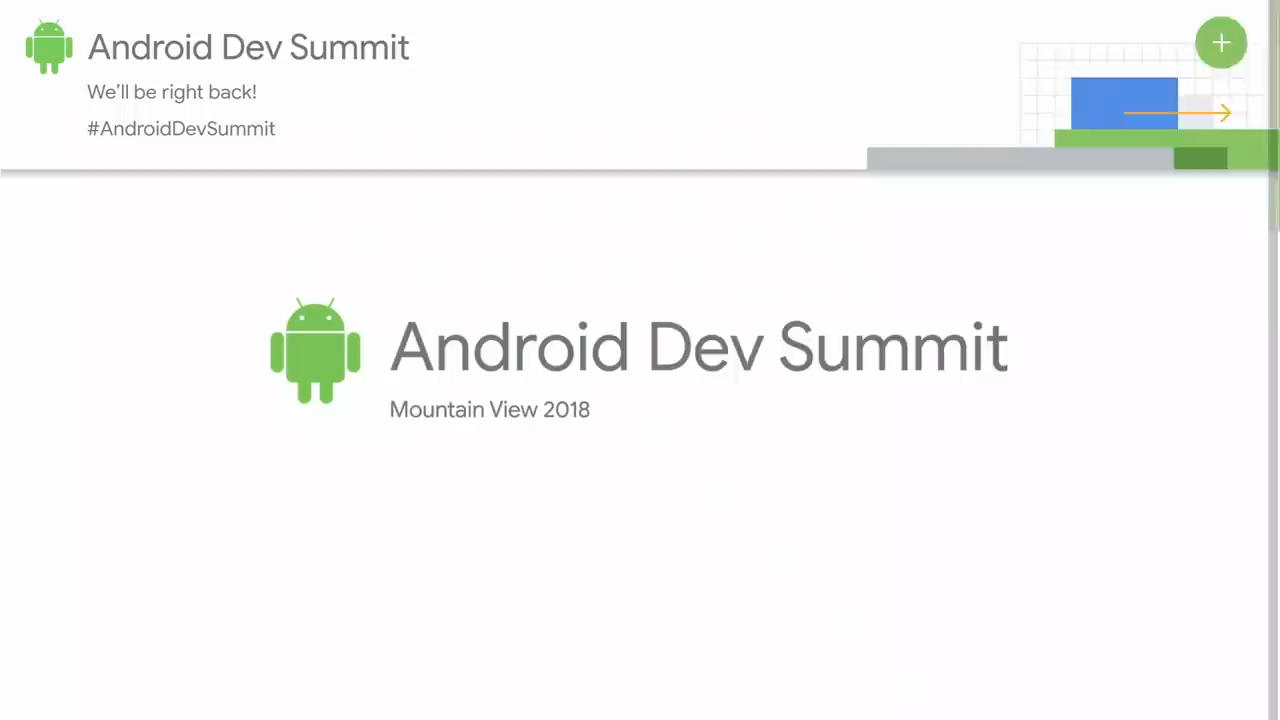 Android Dev Summit
We'll be right back!
#AndroidDevSummit
Android Dev Summit
Mountain View 2018